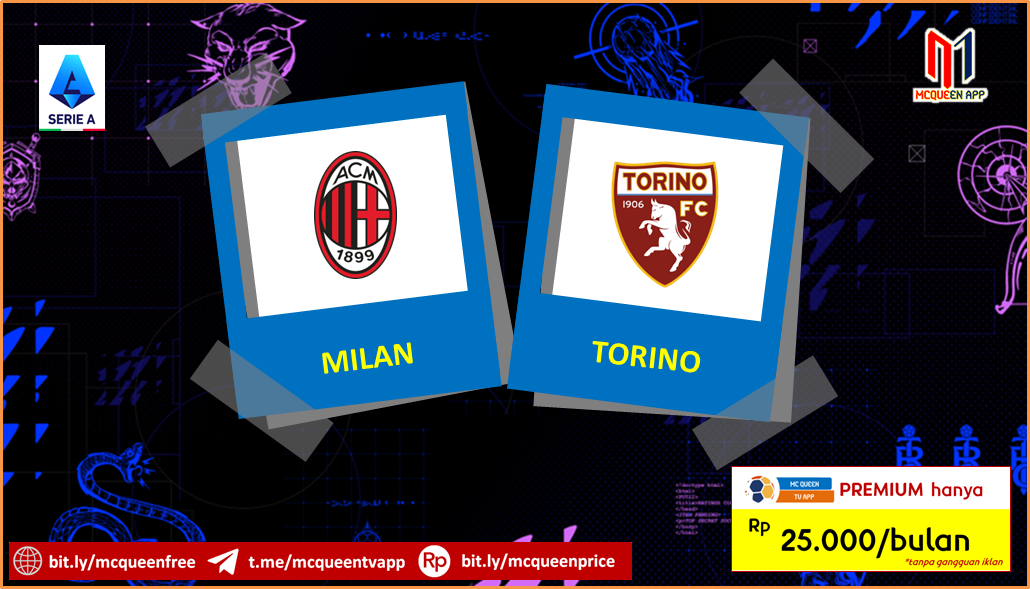 SERIE A
MCQUEEN APP
ACM
1899
TORINO
1906
FC
MILAN
TORINO
MC QUEEN
TV APP
PREMIUM hanya
Rp 25.000/bulan
*tanpa gangguan iklan
bit.ly/mcqueenfree
t.me/mcqueentvapp
Rp
bit.ly/mcqueenprice